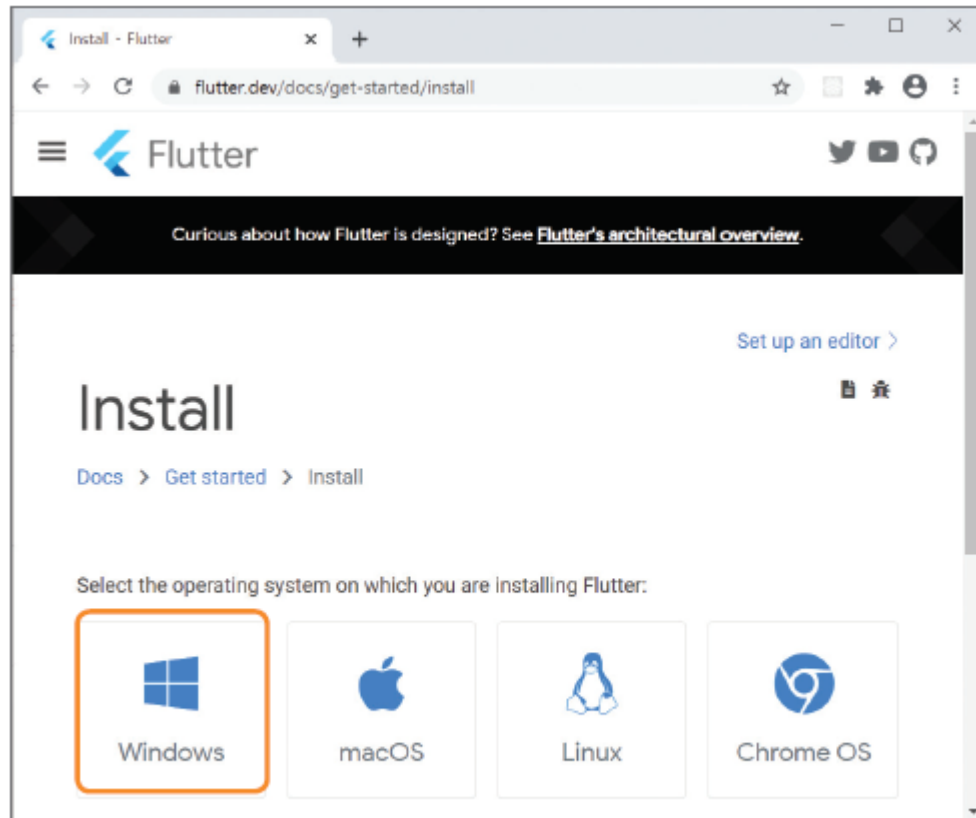 Install - Flutter
flutter.dev/docs/get-started/install
Flutter
Curious about how Flutter is designed? See Flutter's architectural overview.
Set up an editor
Install
Docs > Get started > Install
Select the operating system on which you are installing Flutter:
Windows macOS Linux Chrome OS